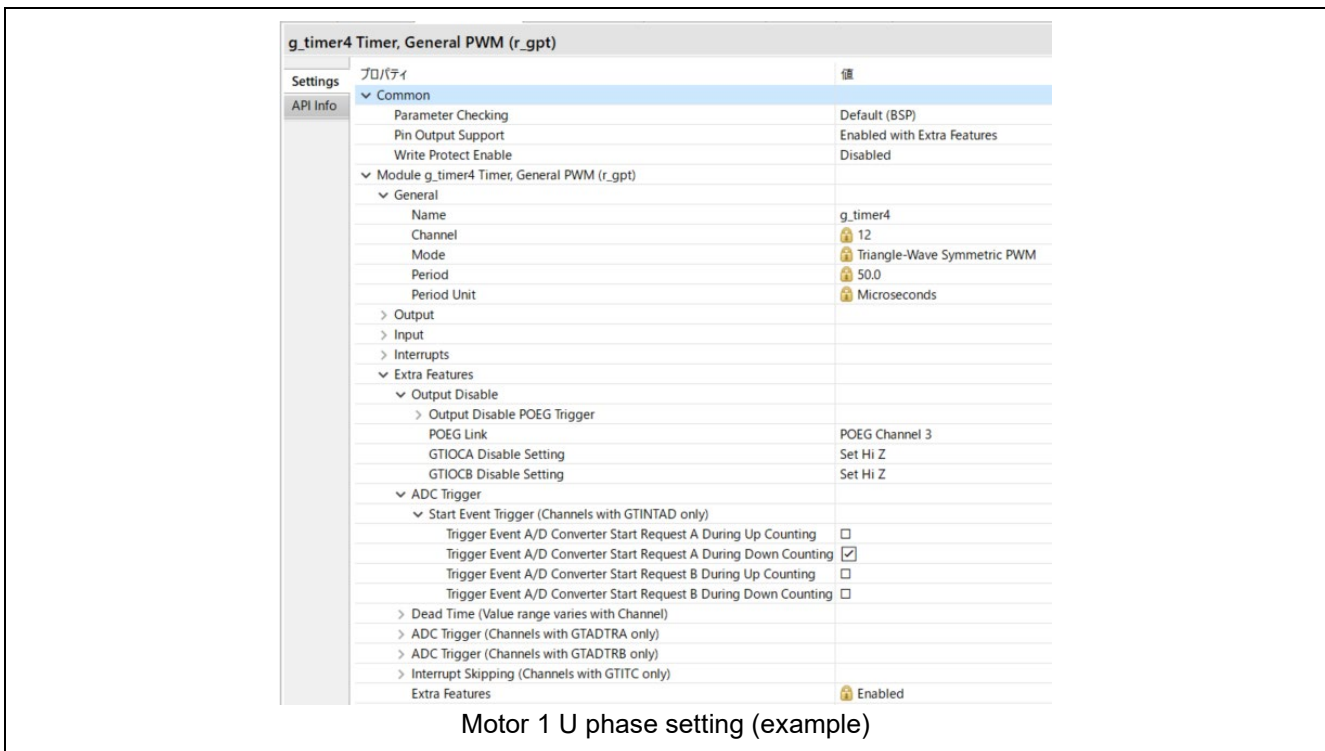 g_timer4 Timer, General PWM (r_gpt)
Settings
API Info
プロパティ 値
Common
Parameter Checking Default (BSP)
Pin Output Support Enabled with Extra Features
Write Protect Enable Disabled
Module g_timer4 Timer, General PWM (r_gpt)
General
Name g_timer4
Channel 12
Mode Triangle-Wave Symmetric PWM
Period 50.0
Period Unit Microseconds
Output
Input
Interrupts
Extra Features
Output Disable
Output Disable POEG Trigger
POEG Link POEG Channel 3
GTIOCA Disable Setting Set Hi Z
GTIOCB Disable Setting Set Hi Z
ADC Trigger
Start Event Trigger (Channels with GTINTAD only)
Trigger Event A/D Converter Start Request A During Up Counting
Trigger Event A/D Converter Start Request A During Down Counting
Trigger Event A/D Converter Start Request B During Up Counting
Trigger Event A/D Converter Start Request B During Down Counting
Dead Time (Value range varies with Channel)
ADC Trigger (Channels with GTADTRA only)
ADC Trigger (Channels with GTADTRB only)
Interrupt Skipping (Channels with GTITC only)
Extra Features Enabled
Motor 1 U phase setting (example)